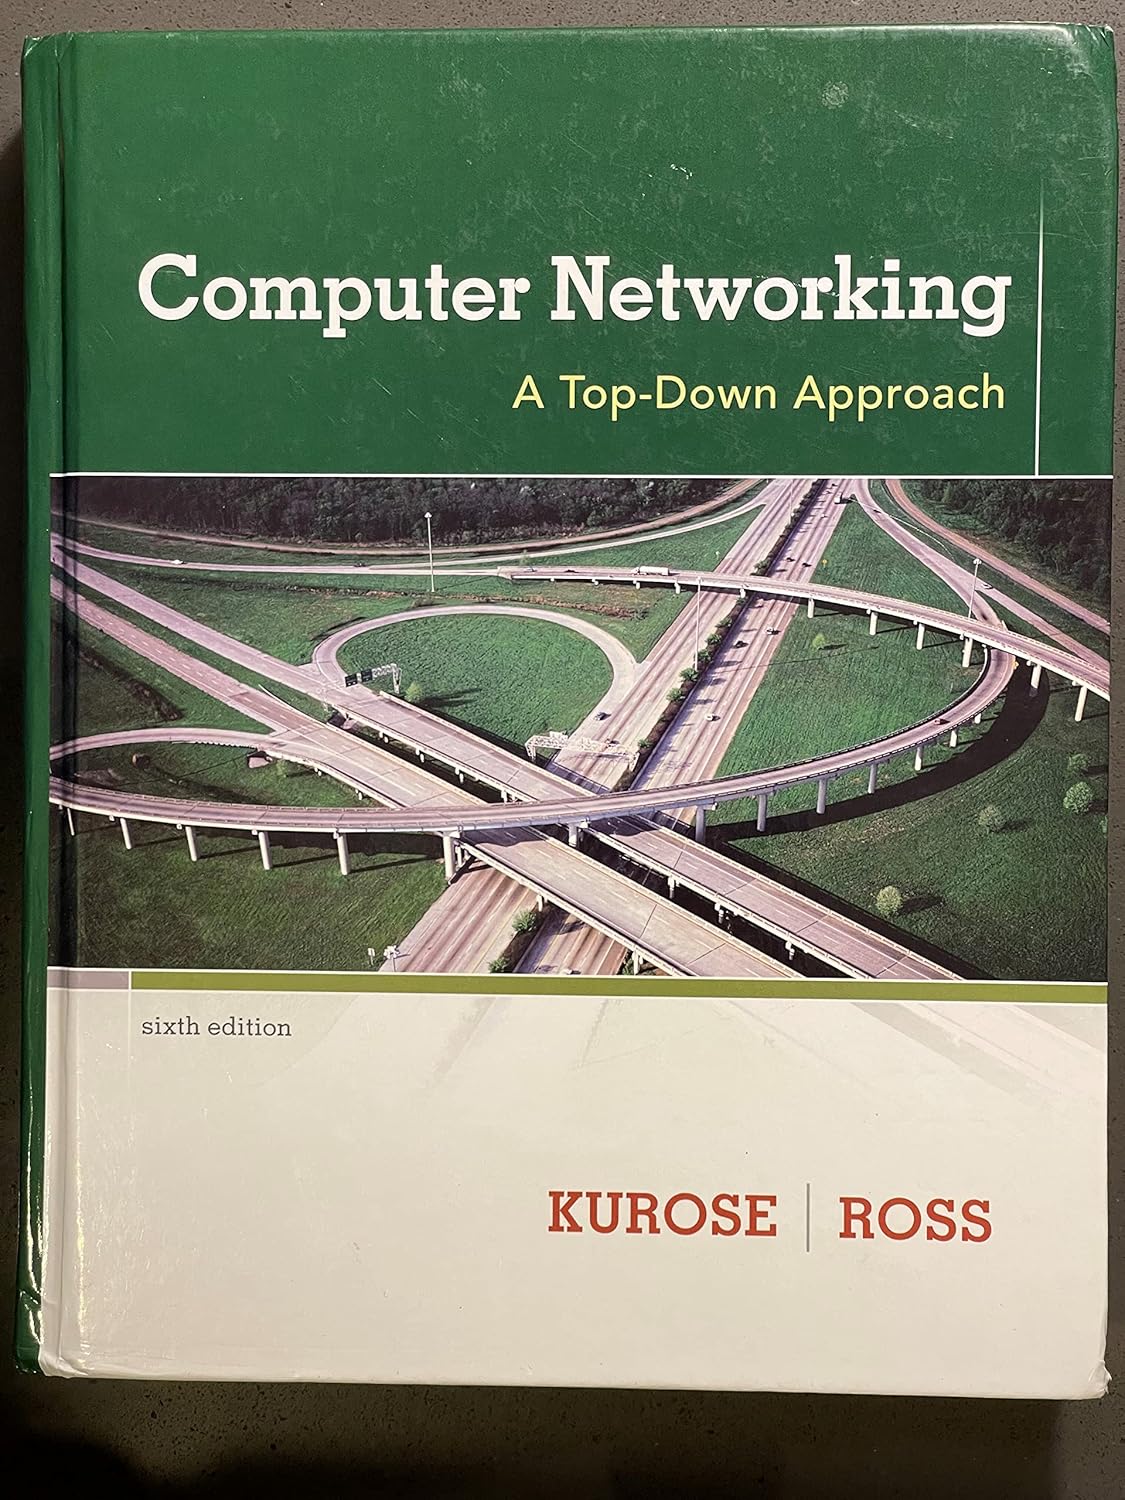 Computer Networking
A Top-Down Approach
sixth edition
KUROSE | ROSS